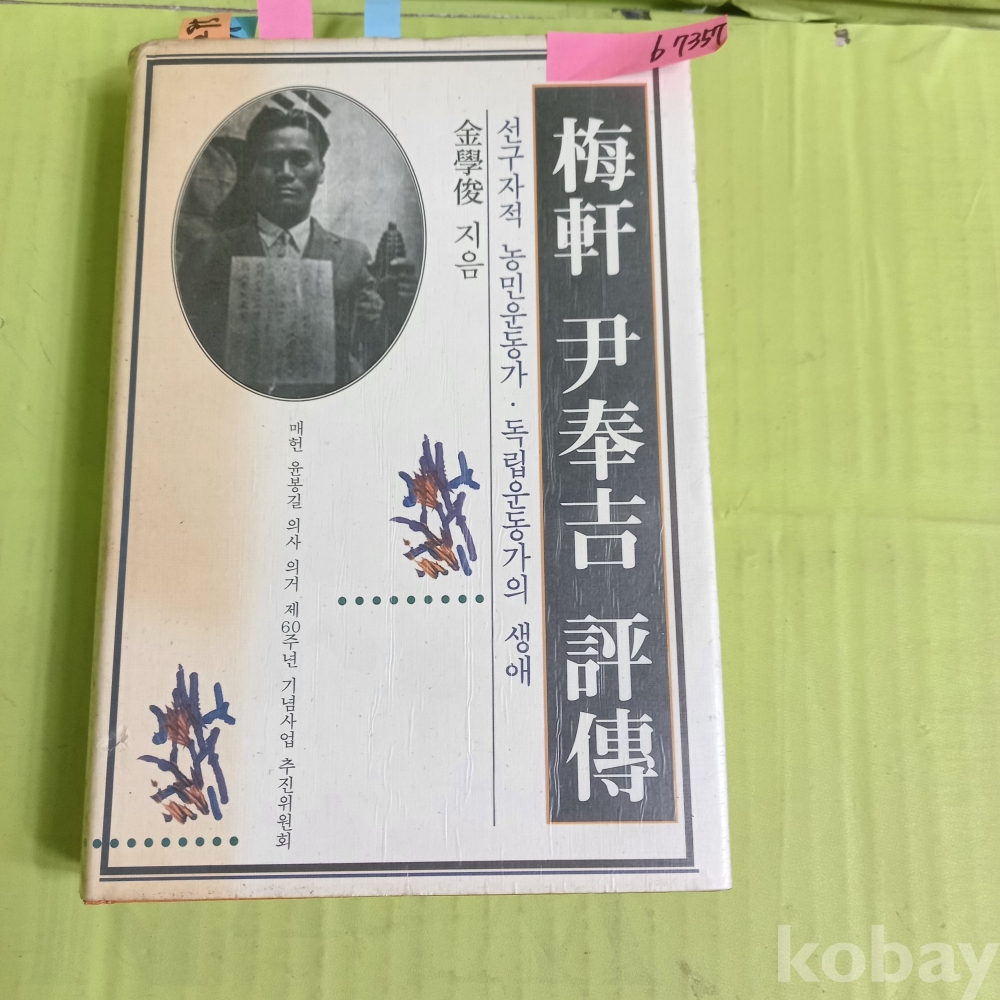 b 7357
梅軒 尹奉吉 評傳
선구자적 농민운동가 · 독립운동가의 생애
金學俊 지음
매헌 윤봉길 의사 의거 제60주년 기념사업 추진위원회
kobay